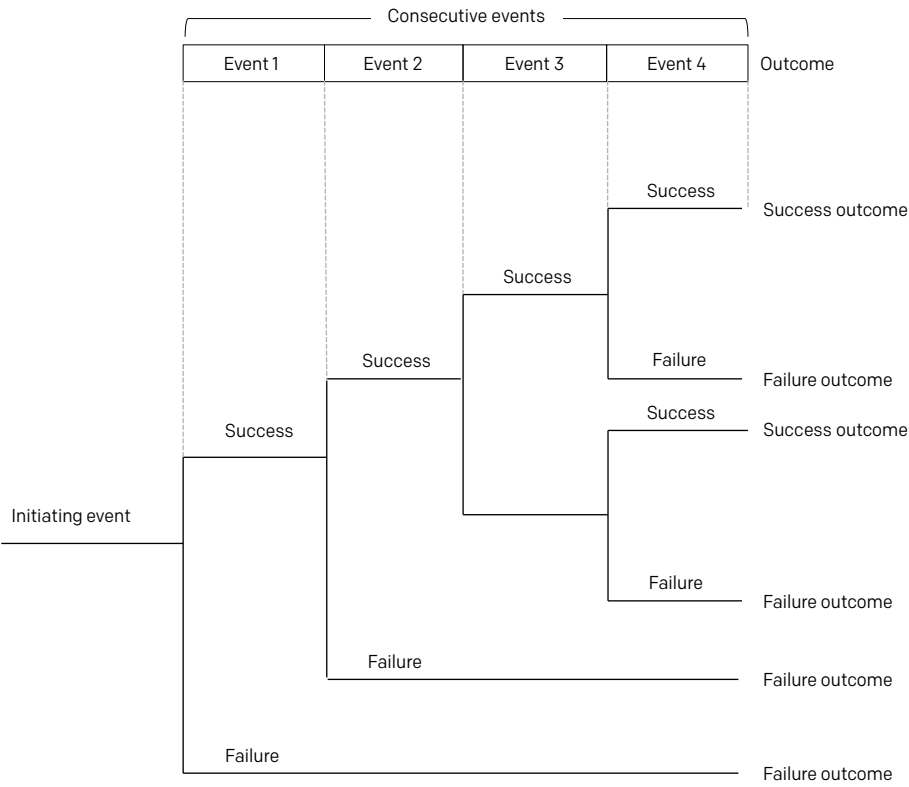 Consecutive events
Event 1 Event 2 Event 3 Event 4 Outcome
Success
Success outcome
Success
Success
Failure
Failure outcome
Success
Success outcome
Success
Initiating event
Failure
Failure outcome
Failure
Failure outcome
Failure
Failure outcome